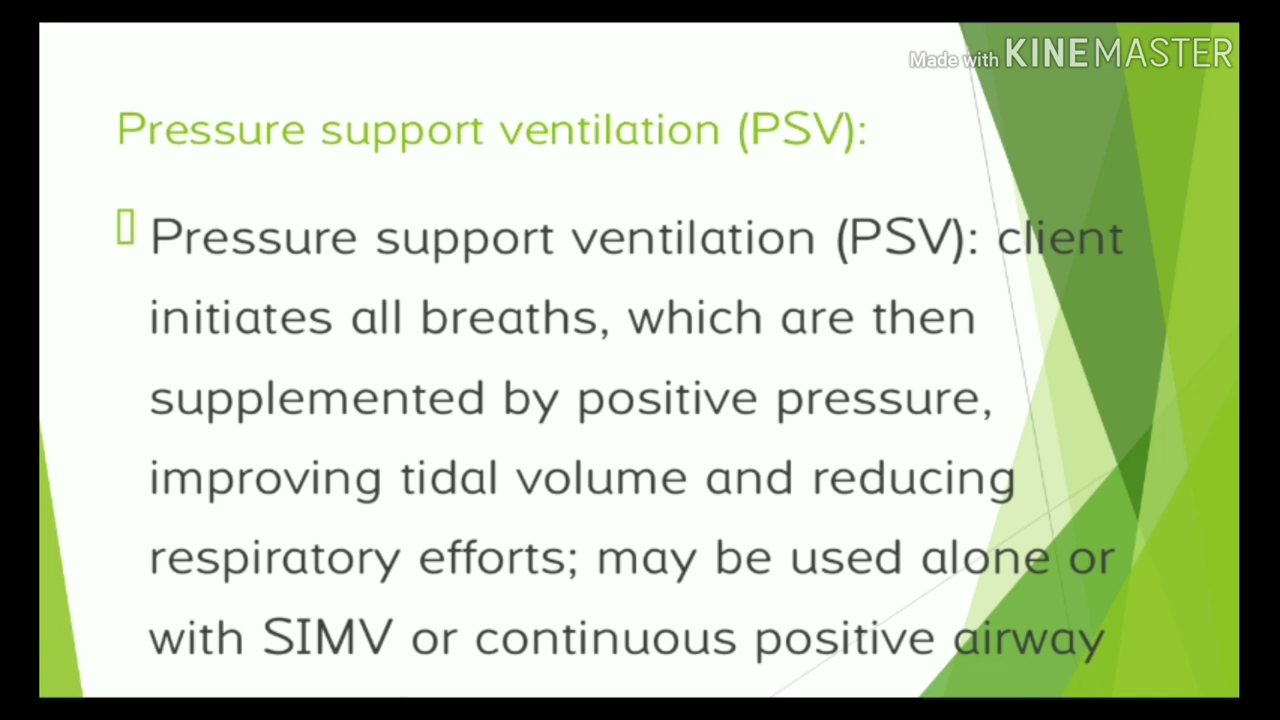 Made with KINEMASTER
Pressure support ventilation (PSV):
Pressure support ventilation (PSV): client
initiates all breaths, which are then
supplemented by positive pressure,
improving tidal volume and reducing
respiratory efforts; may be used alone or
with SIMV or continuous positive airway